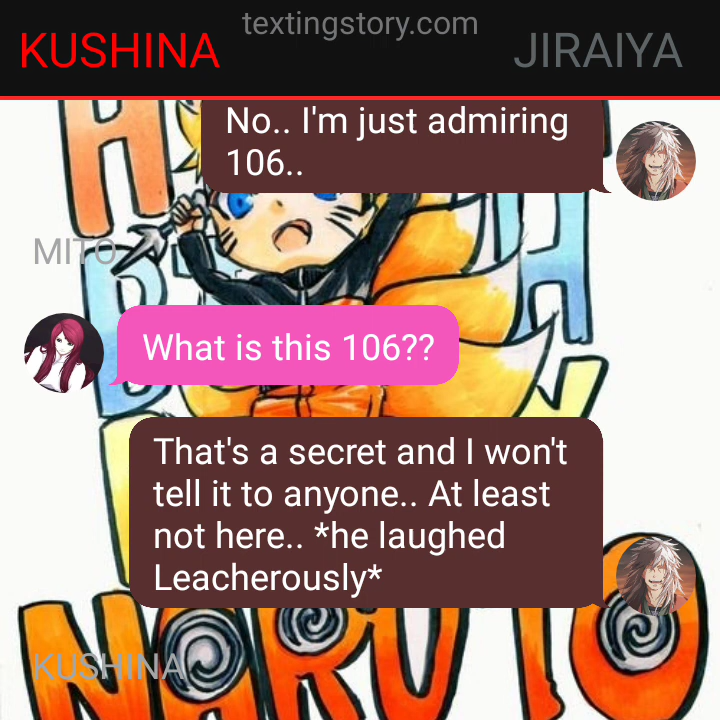 textingstory.com
KUSHINA JIRAIYA
No.. I'm just admiring
106..
MITO
What is this 106??
That's a secret and I won't
tell it to anyone.. At least
not here.. *he laughed
Leacherously*
NARUTO
KUSHINA